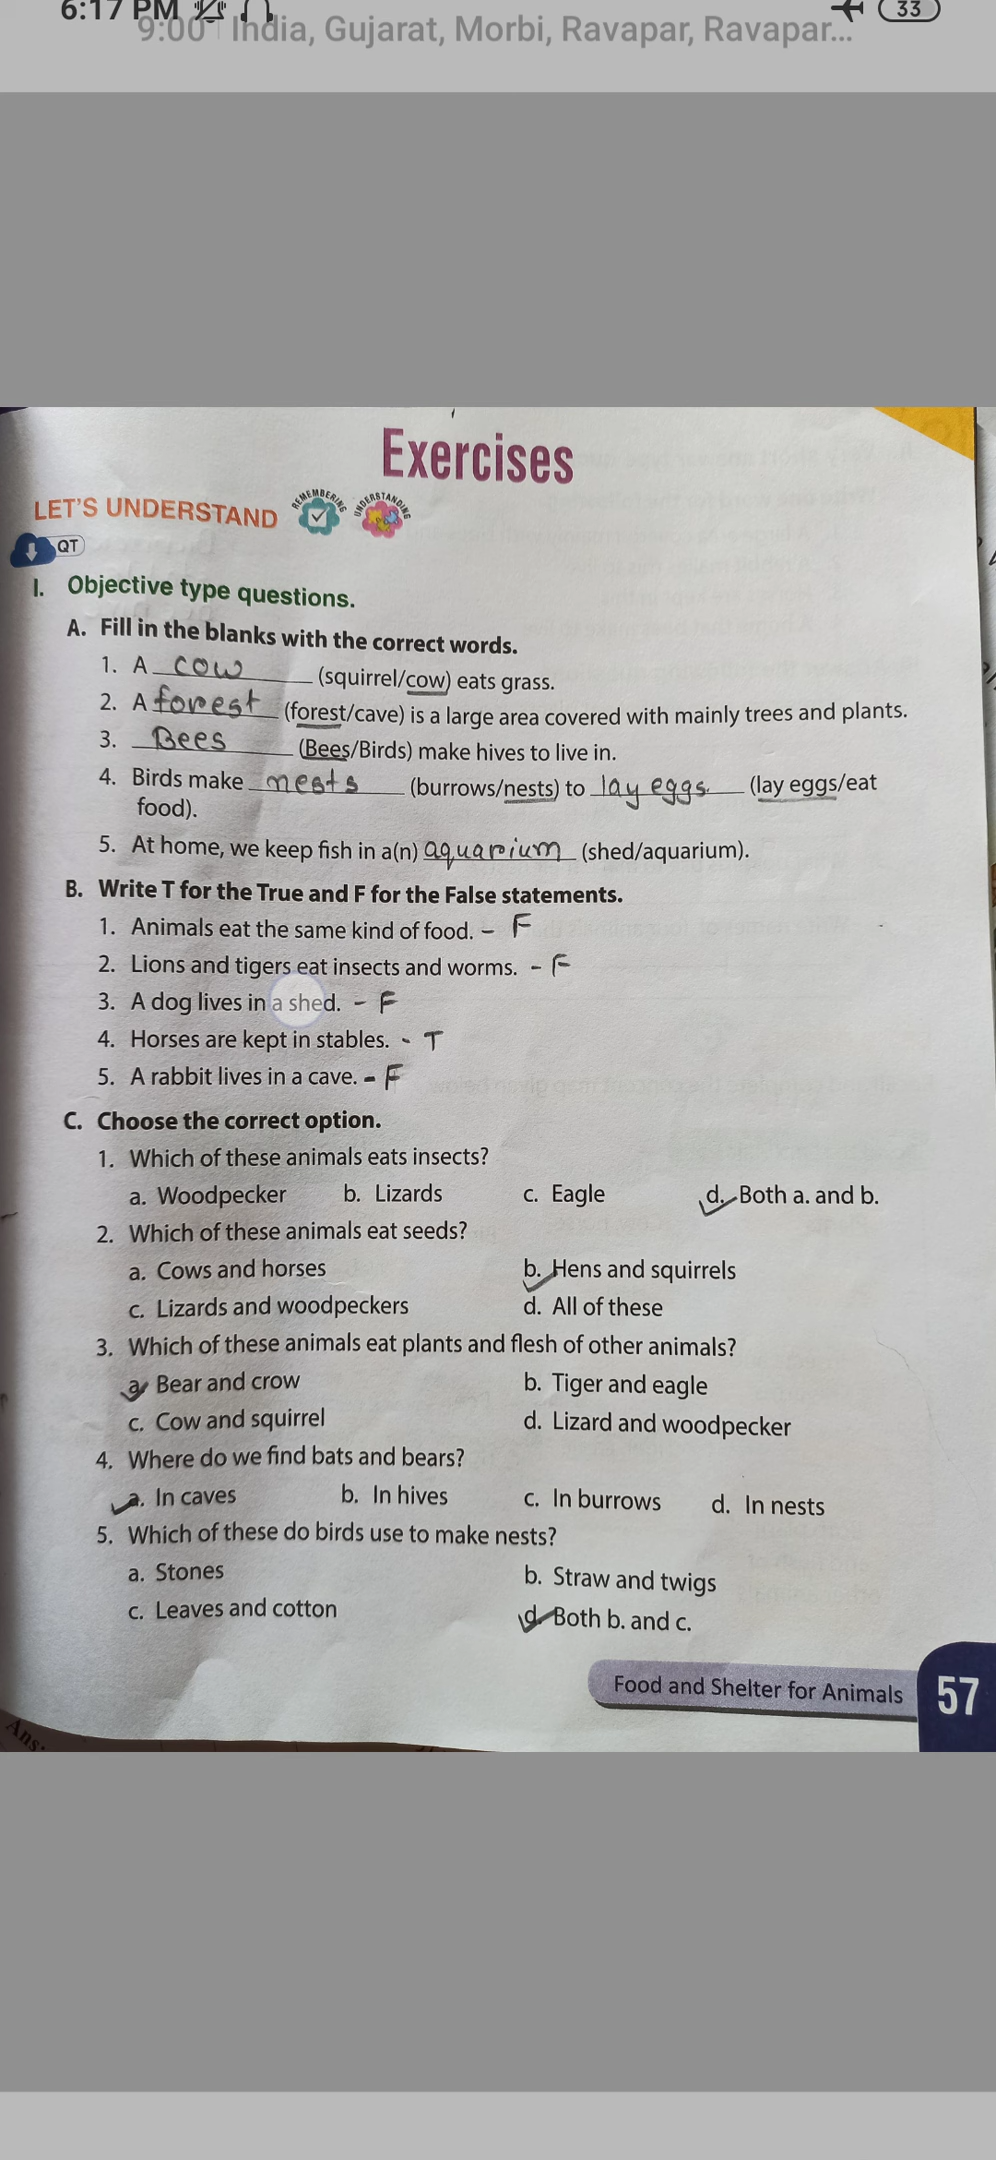 6:17 PM
33
9:00 India, Gujarat, Morbi, Ravapar, Ravapar...
Exercises
LET'S UNDERSTAND
REMEMBERING
UNDERSTANDING
QT
I. Objective type questions.
A. Fill in the blanks with the correct words.
1. A cow (squirrel/cow) eats grass.
2. A forest (forest/cave) is a large area covered with mainly trees and plants.
3. Bees (Bees/Birds) make hives to live in.
4. Birds make nests (burrows/nests) to lay eggs. (lay eggs/eat
food).
5. At home, we keep fish in a(n) aquarium (shed/aquarium).
B. Write T for the True and F for the False statements.
1. Animals eat the same kind of food. - F
2. Lions and tigers eat insects and worms. - F
3. A dog lives in a shed. - F
4. Horses are kept in stables. - T
5. A rabbit lives in a cave. - F
C. Choose the correct option.
1. Which of these animals eats insects?
a. Woodpecker b. Lizards c. Eagle d. Both a. and b.
2. Which of these animals eat seeds?
a. Cows and horses b. Hens and squirrels
c. Lizards and woodpeckers d. All of these
3. Which of these animals eat plants and flesh of other animals?
a. Bear and crow b. Tiger and eagle
c. Cow and squirrel d. Lizard and woodpecker
4. Where do we find bats and bears?
a. In caves b. In hives c. In burrows d. In nests
5. Which of these do birds use to make nests?
a. Stones b. Straw and twigs
c. Leaves and cotton d. Both b. and c.
Food and Shelter for Animals 57
Ans: